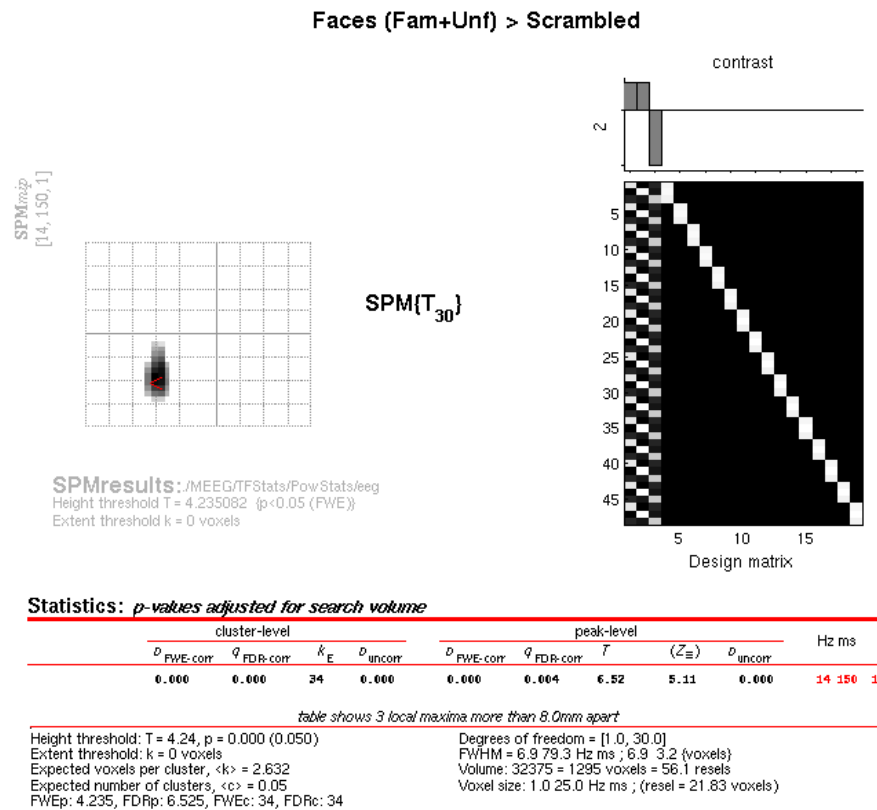 Faces (Fam+Unf) > Scrambled
contrast
2
SPMmip
[14, 150, 1]
SPM{T30}
5
10
15
20
25
30
35
40
45
5 10 15
Design matrix
SPMresults: ./MEEG/TFStats/PowStats/eeg
Height threshold T = 4.235082 {p<0.05 (FWE)}
Extent threshold k = 0 voxels
Statistics: p-values adjusted for search volume
cluster-level peak-level Hz ms
p FWE-corr q FDR-corr k E p uncorr p FWE-corr q FDR-corr T (Z≡) p uncorr
0.000 0.000 34 0.000 0.000 0.004 6.52 5.11 0.000 14 150 1
table shows 3 local maxima more than 8.0mm apart
Height threshold: T = 4.24, p = 0.000 (0.050)
Extent threshold: k = 0 voxels
Expected voxels per cluster, <k> = 2.632
Expected number of clusters, <c> = 0.05
FWEp: 4.235, FDRp: 6.525, FWEc: 34, FDRc: 34
Degrees of freedom = [1.0, 30.0]
FWHM = 6.9 79.3 Hz ms ; 6.9 3.2 {voxels}
Volume: 32375 = 1295 voxels = 56.1 resels
Voxel size: 1.0 25.0 Hz ms ; (resel = 21.83 voxels)